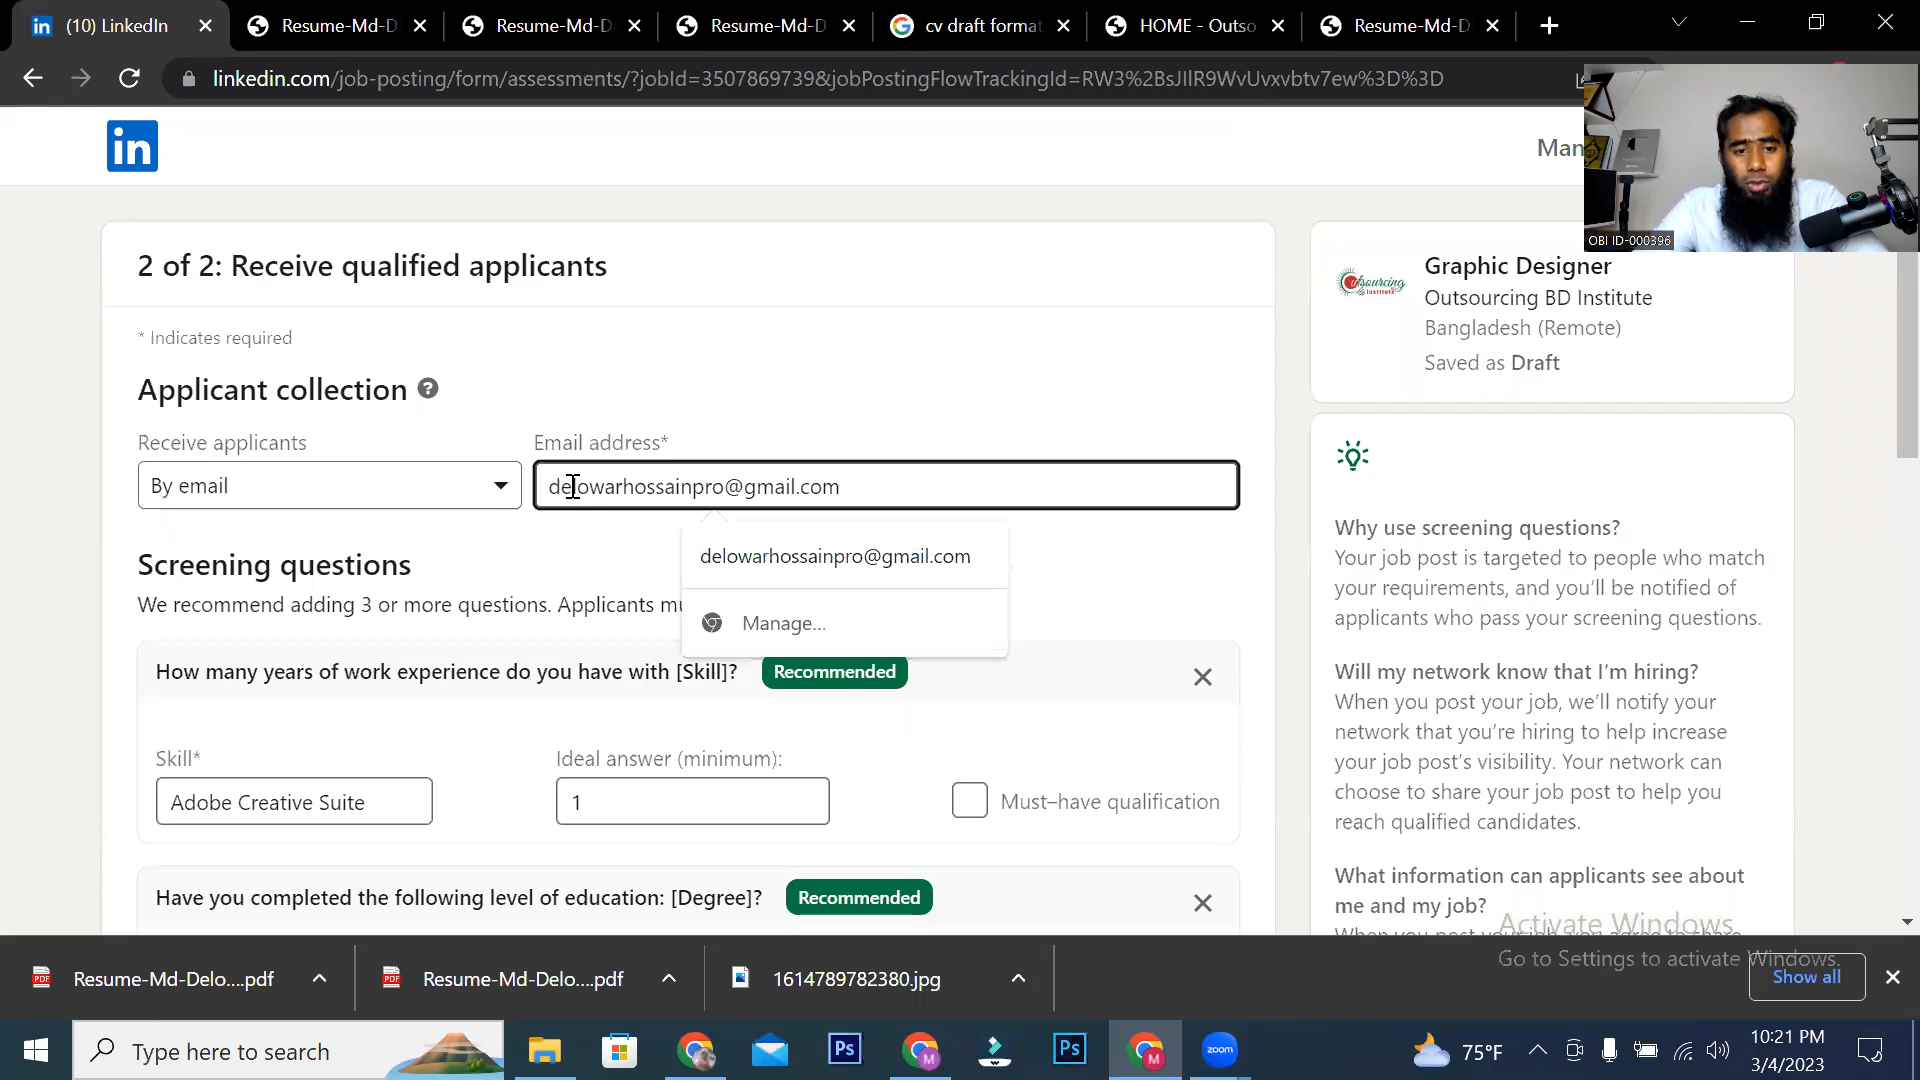 (10) LinkedIn
Resume-Md-D
Resume-Md-D
Resume-Md-D
cv draft format
HOME - Outso
Resume-Md-D
linkedin.com/job-posting/form/assessments/?jobId=3507869739&jobPostingFlowTrackingId=RW3%2BsJIlR9WvUvxvbtv7ew%3D%3D
in
Man
OBI ID-000396
2 of 2: Receive qualified applicants
* Indicates required
Applicant collection ?
Receive applicants
Email address*
By email
delowarhossainpro@gmail.com
delowarhossainpro@gmail.com
Manage...
Screening questions
We recommend adding 3 or more questions. Applicants mu
How many years of work experience do you have with [Skill]?
Recommended
Skill*
Ideal answer (minimum):
Adobe Creative Suite
1
Must-have qualification
Have you completed the following level of education: [Degree]?
Recommended
Graphic Designer
Outsourcing BD Institute
Bangladesh (Remote)
Saved as Draft
Why use screening questions?
Your job post is targeted to people who match
your requirements, and you'll be notified of
applicants who pass your screening questions.
Will my network know that I'm hiring?
When you post your job, we'll notify your
network that you're hiring to help increase
your job post's visibility. Your network can
choose to share your job post to help you
reach qualified candidates.
What information can applicants see about
me and my job?
Activate Windows
Go to Settings to activate Windows.
Resume-Md-Delo....pdf
Resume-Md-Delo....pdf
1614789782380.jpg
Show all
Type here to search
Ps
Ps
zoom
75°F
10:21 PM
3/4/2023